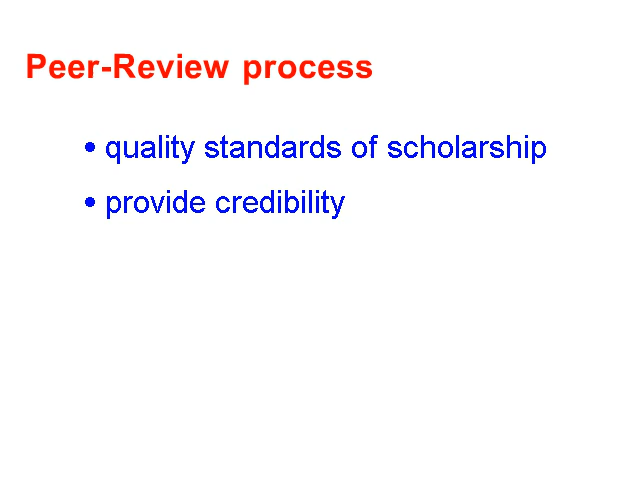 Peer-Review process
• quality standards of scholarship
• provide credibility